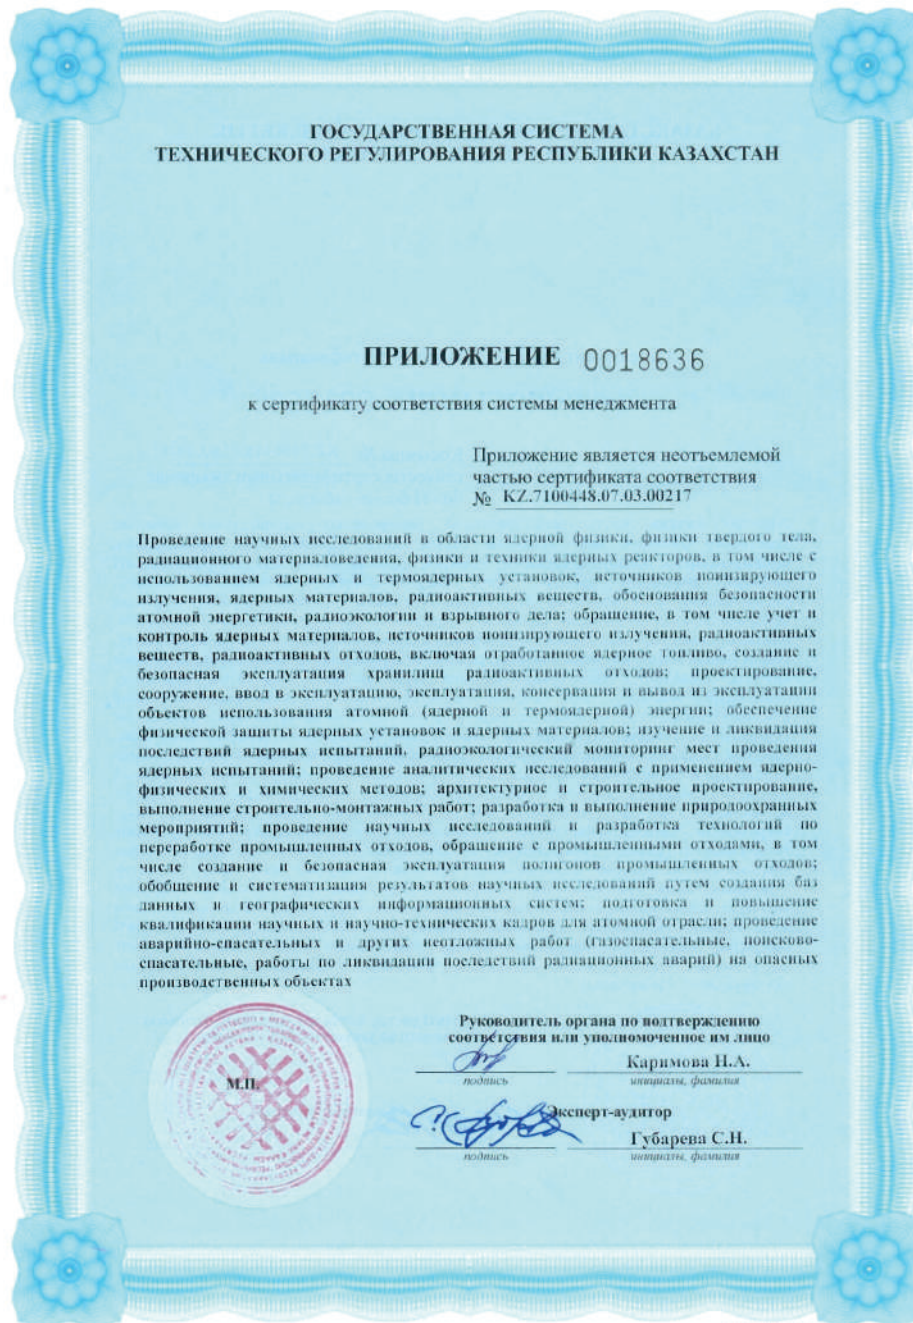 ГОСУДАРСТВЕННАЯ СИСТЕМА
ТЕХНИЧЕСКОГО РЕГУЛИРОВАНИЯ РЕСПУБЛИКИ КАЗАХСТАН
ПРИЛОЖЕНИЕ 0018636
к сертификату соответствия системы менеджмента
Приложение является неотъемлемой
частью сертификата соответствия
№ KZ.7100448.07.03.00217
Проведение научных исследований в области ядерной физики, физики твердого тела,
радиационного материаловедения, физики и техники ядерных реакторов, в том числе с
использованием ядерных и термоядерных установок, источников ионизирующего
излучения, ядерных материалов, радиоактивных веществ, обоснования безопасности
атомной энергетики, радиоэкологии и взрывного дела; обращение, в том числе учет и
контроль ядерных материалов, источников ионизирующего излучения, радиоактивных
веществ, радиоактивных отходов, включая отработанное ядерное топливо, создание и
безопасная эксплуатация хранилищ радиоактивных отходов; проектирование,
сооружение, ввод в эксплуатацию, эксплуатация, консервация и вывод из эксплуатации
объектов использования атомной (ядерной и термоядерной) энергии; обеспечение
физической защиты ядерных установок и ядерных материалов; изучение и ликвидация
последствий ядерных испытаний, радиоэкологический мониторинг мест проведения
ядерных испытаний; проведение аналитических исследований с применением ядерно-
физических и химических методов; архитектурное и строительное проектирование,
выполнение строительно-монтажных работ; разработка и выполнение природоохранных
мероприятий; проведение научных исследований и разработка технологий по
переработке промышленных отходов, обращение с промышленными отходами, в том
числе создание и безопасная эксплуатация полигонов промышленных отходов;
обобщение и систематизация результатов научных исследований путем создания баз
данных и географических информационных систем; подготовка и повышение
квалификации научных и научно-технических кадров для атомной отрасли; проведение
аварийно-спасательных и других неотложных работ (газоспасательные, поисково-
спасательные, работы по ликвидации последствий радиационных аварий) на опасных
производственных объектах
Руководитель органа по подтверждению
соответствия или уполномоченное им лицо
Каримова Н.А.
подпись инициалы, фамилия
М.П.
Эксперт-аудитор
Губарева С.Н.
подпись инициалы, фамилия